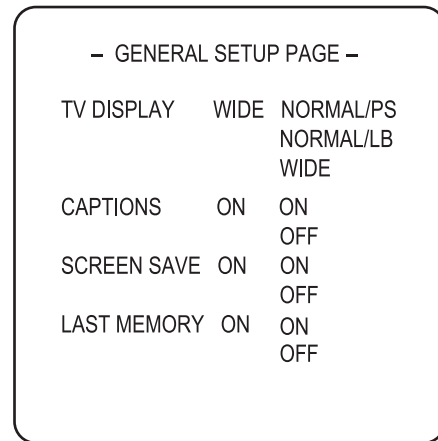 – GENERAL SETUP PAGE –
TV DISPLAY WIDE NORMAL/PS
NORMAL/LB
WIDE
CAPTIONS ON ON
OFF
SCREEN SAVE ON ON
OFF
LAST MEMORY ON ON
OFF